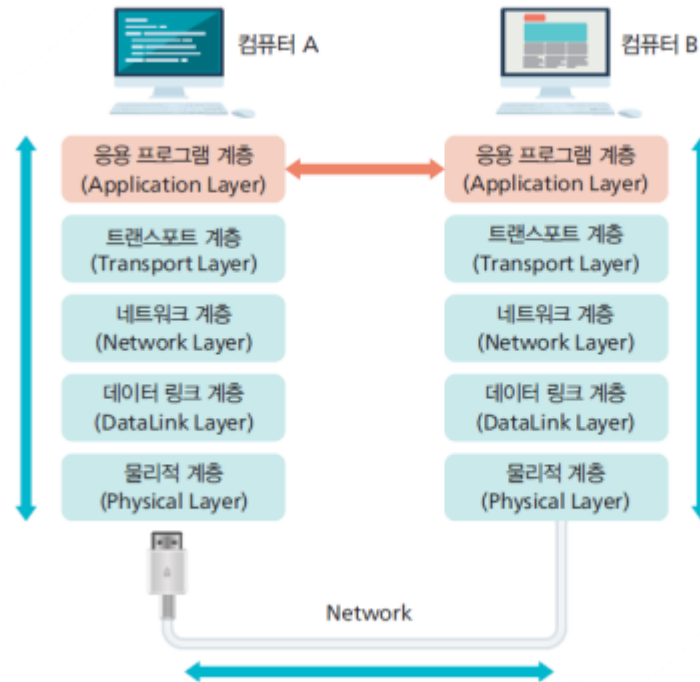 컴퓨터 A
컴퓨터 B
응용 프로그램 계층
(Application Layer)
응용 프로그램 계층
(Application Layer)
트랜스포트 계층
(Transport Layer)
트랜스포트 계층
(Transport Layer)
네트워크 계층
(Network Layer)
네트워크 계층
(Network Layer)
데이터 링크 계층
(DataLink Layer)
데이터 링크 계층
(DataLink Layer)
물리적 계층
(Physical Layer)
물리적 계층
(Physical Layer)
Network